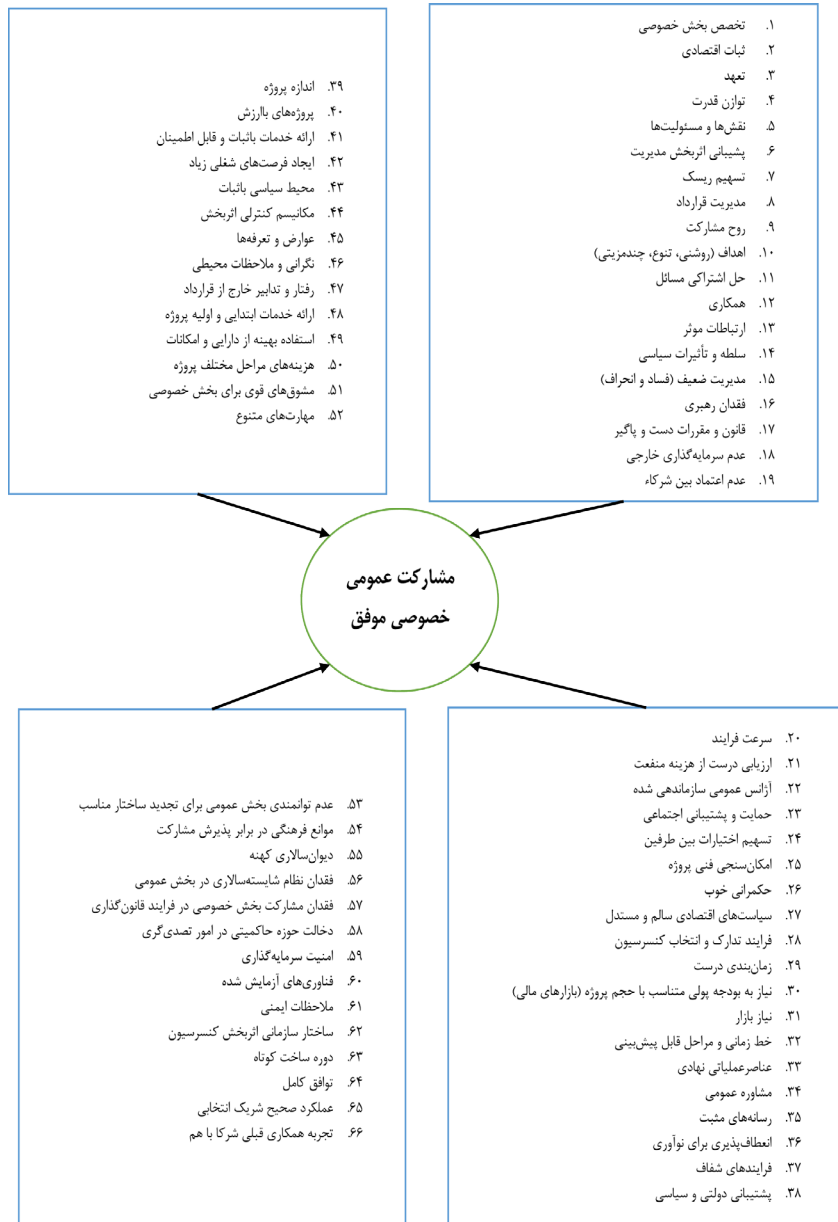 ۱. تخصص بخش خصوصی
۲. ثبات اقتصادی
۳. تعهد
۴. توازن قدرت
۵. نقش‌ها و مسئولیت‌ها
۶. پشیبانی اثربخش مدیریت
۷. تسهیم ریسک
۸. مدیریت قرارداد
۹. روح مشارکت
۱۰. اهداف (روشنی، تنوع، چندمزیتی)
۱۱. حل اشتراکی مسائل
۱۲. همکاری
۱۳. ارتباطات موثر
۱۴. سلطه و تأثیرات سیاسی
۱۵. مدیریت ضعیف (فساد و انحراف)
۱۶. فقدان رهبری
۱۷. قانون و مقررات دست و پاگیر
۱۸. عدم سرمایه‌گذاری خارجی
۱۹. عدم اعتماد بین شرکاء
۳۹. اندازه پروژه
۴۰. پروژه‌های باارزش
۴۱. ارائه خدمات باثبات و قابل اطمینان
۴۲. ایجاد فرصت‌های شغلی زیاد
۴۳. محیط سیاسی باثبات
۴۴. مکانیسم کنترلی اثربخش
۴۵. عوارض و تعرفه‌ها
۴۶. نگرانی و ملاحظات محیطی
۴۷. رفتار و تدابیر خارج از قرارداد
۴۸. ارائه خدمات ابتدایی و اولیه پروژه
۴۹. استفاده بهینه از دارایی و امکانات
۵۰. هزینه‌های مراحل مختلف پروژه
۵۱. مشوق‌های قوی برای بخش خصوصی
۵۲. مهارت‌های متنوع
مشارکت عمومی
خصوصی موفق
۲۰. سرعت فرایند
۲۱. ارزیابی درست از هزینه منفعت
۲۲. آژانس عمومی سازماندهی شده
۲۳. حمایت و پشتیبانی اجتماعی
۲۴. تسهیم اختیارات بین طرفین
۲۵. امکان‌سنجی فنی پروژه
۲۶. حکمرانی خوب
۲۷. سیاست‌های اقتصادی سالم و مستدل
۲۸. فرایند تدارک و انتخاب کنسرسیون
۲۹. زمان‌بندی درست
۳۰. نیاز به بودجه پولی متناسب با حجم پروژه (بازارهای مالی)
۳۱. نیاز بازار
۳۲. خط زمانی و مراحل قابل پیش‌بینی
۳۳. عناصرعملیاتی نهادی
۳۴. مشاوره عمومی
۳۵. رسانه‌های مثبت
۳۶. انعطاف‌پذیری برای نوآوری
۳۷. فرایندهای شفاف
۳۸. پشتیبانی دولتی و سیاسی
۵۳. عدم توانمندی بخش عمومی برای تجدید ساختار مناسب
۵۴. موانع فرهنگی در برابر پذیرش مشارکت
۵۵. دیوان‌سالاری کهنه
۵۶. فقدان نظام شایسته‌سالاری در بخش عمومی
۵۷. فقدان مشارکت بخش خصوصی در فرایند قانون‌گذاری
۵۸. دخالت حوزه حاکمیتی در امور تصدی‌گری
۵۹. امنیت سرمایه‌گذاری
۶۰. فناوری‌های آزمایش شده
۶۱. ملاحظات ایمنی
۶۲. ساختار سازمانی اثربخش کنسرسیون
۶۳. دوره ساخت کوتاه
۶۴. توافق کامل
۶۵. عملکرد صحیح شریک انتخابی
۶۶. تجربه همکاری قبلی شرکا با هم